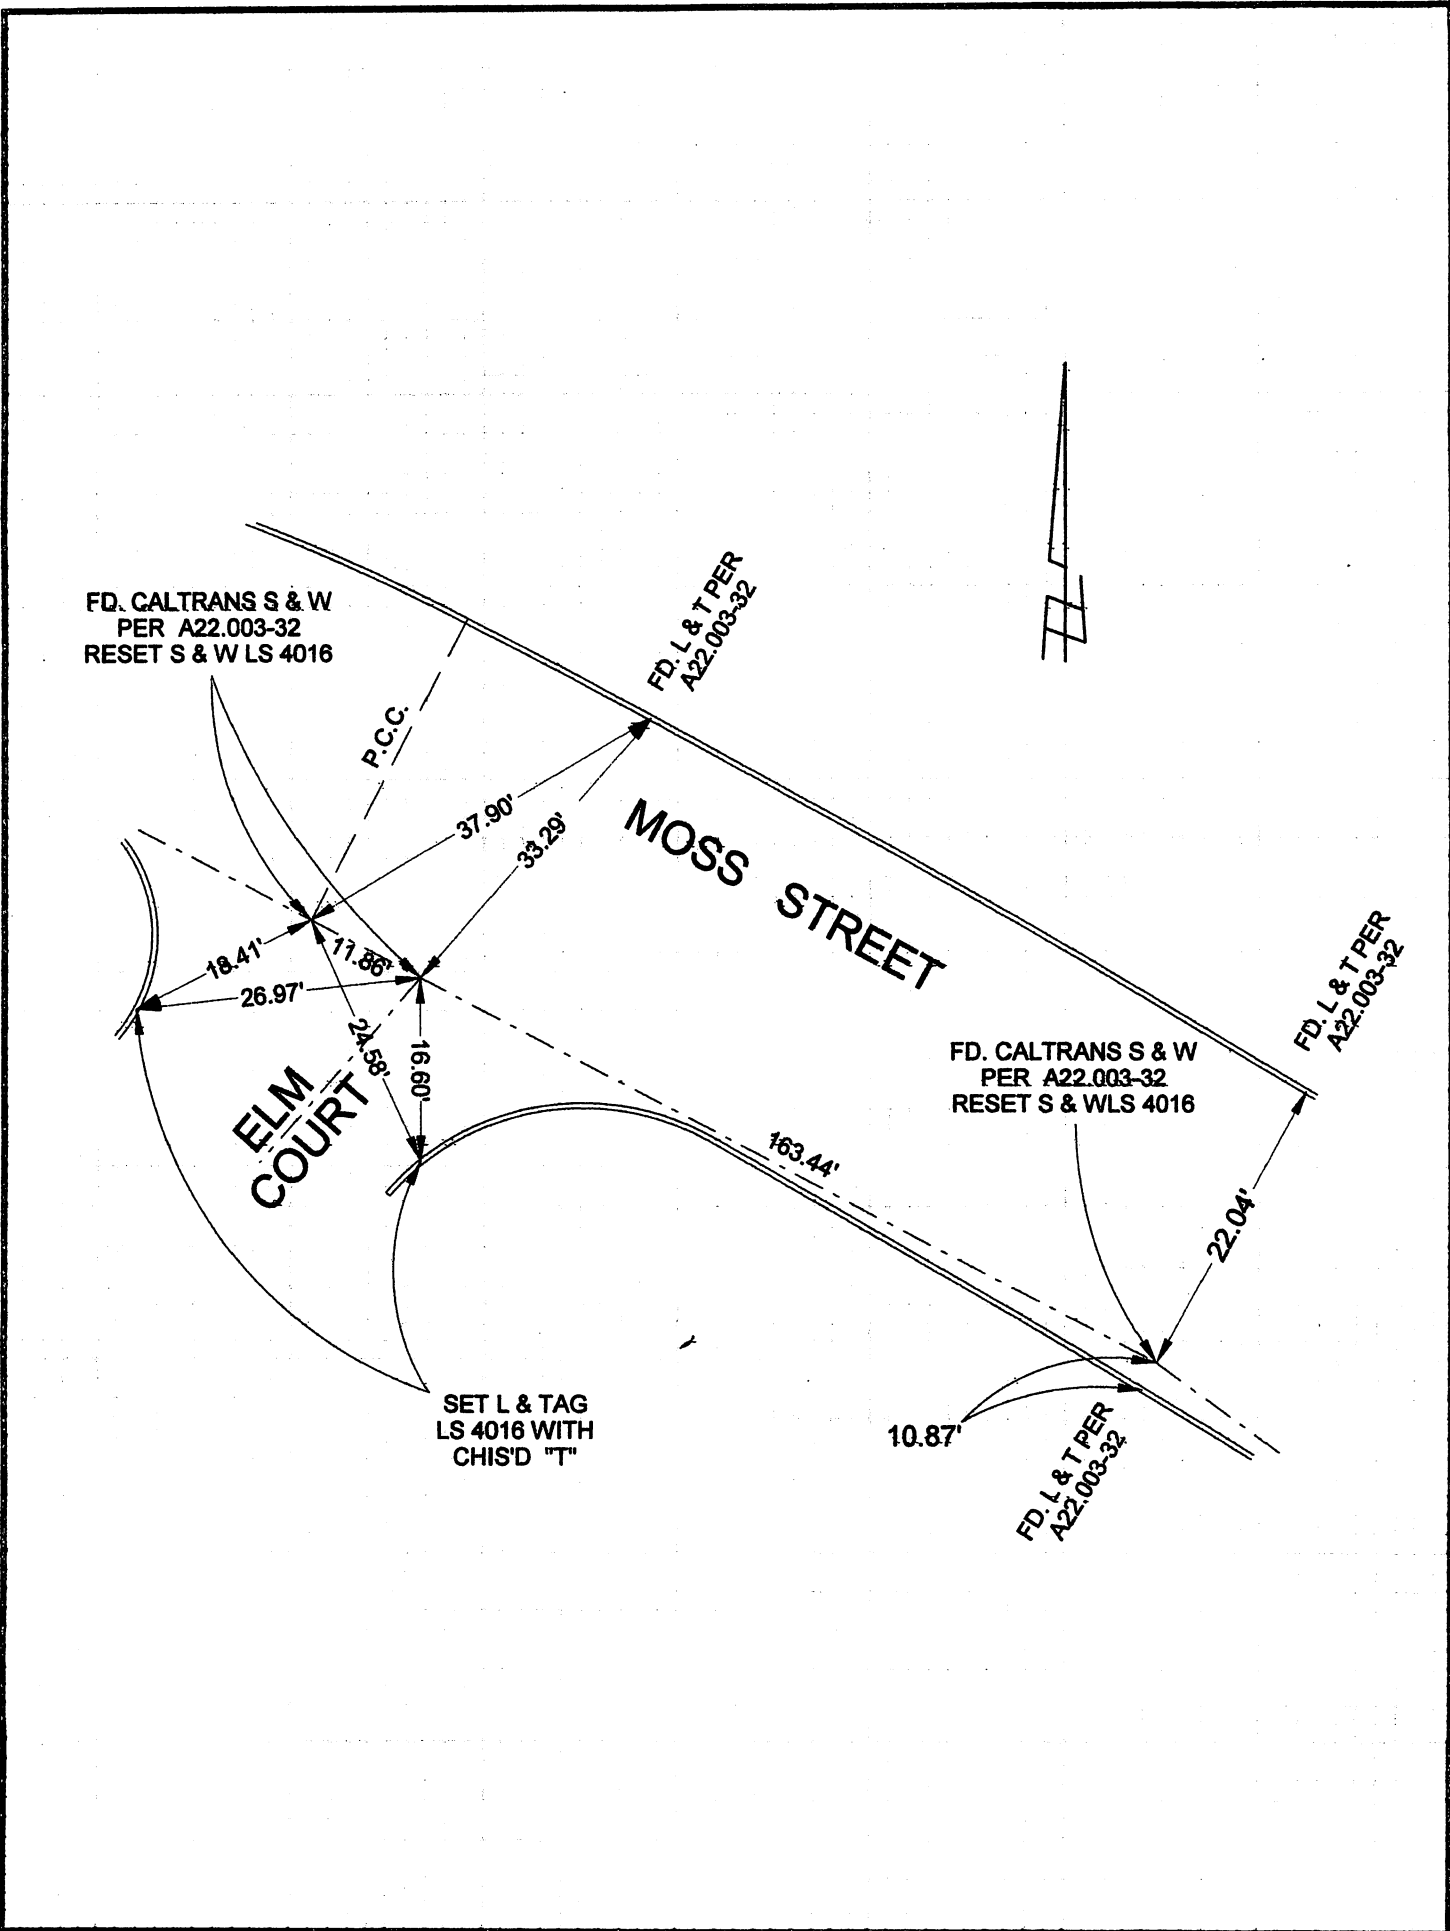 FD. L & T PER
A22.003-32
FD. CALTRANS S & W
PER A22.003-32
RESET S & W LS 4016
P.C.C.
37.90'
33.29'
MOSS STREET
18.41'
11.86'
26.97'
24.58'
16.60'
ELM
COURT
FD. L & T PER
A22.003-32
FD. CALTRANS S & W
PER A22.003-32
RESET S & WLS 4016
163.44'
22.04'
SET L & TAG
LS 4016 WITH
CHIS'D "T"
10.87'
FD. L & T PER
A22.003-32